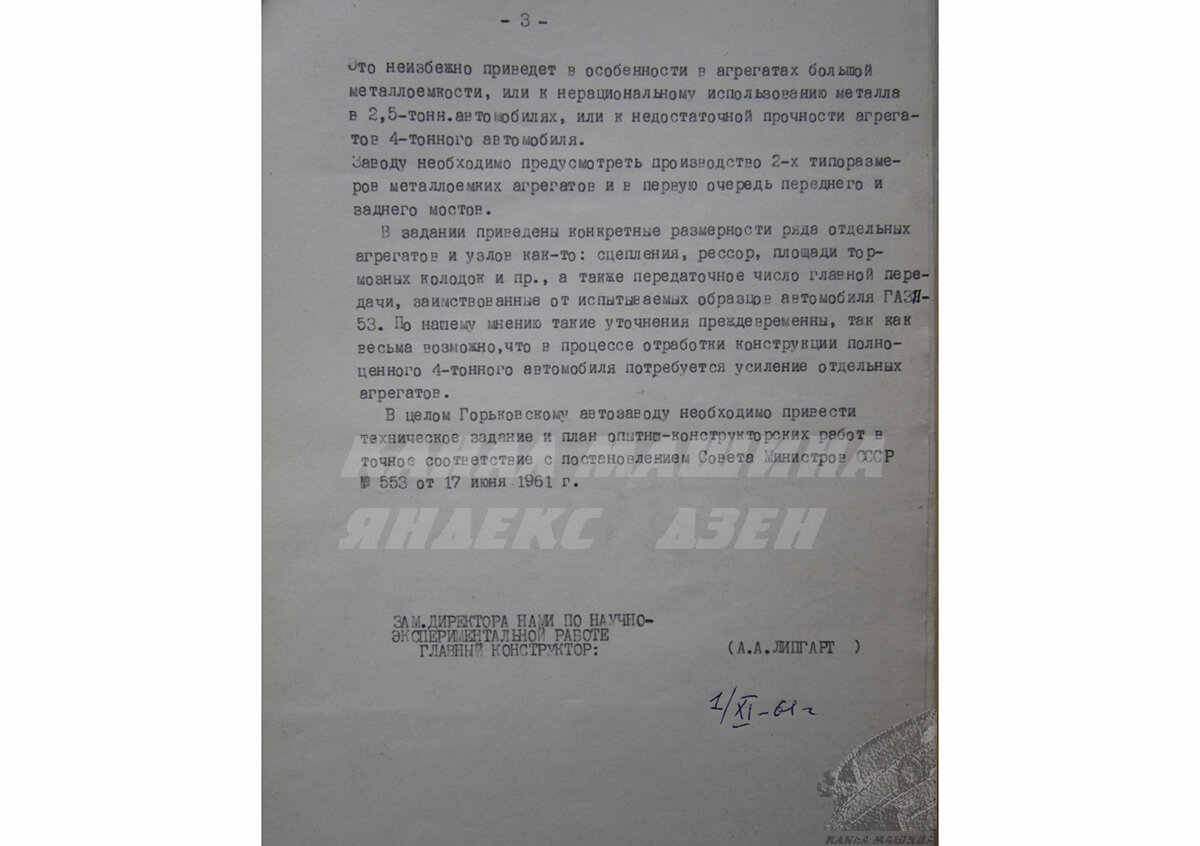 - 3 -
Это неизбежно приведет в особенности в агрегатах большой
металлоемкости, или к нерациональному использованию металла
в 2,5-тонн.автомобилях, или к недостаточной прочности агрега-
тов 4-тонного автомобиля.
Заводу необходимо предусмотреть производство 2-х типоразме-
ров металлоемких агрегатов и в первую очередь переднего и
заднего мостов.
В задании приведены конкретные размерности ряда отдельных
агрегатов и узлов как-то: сцепления, рессор, площади тор-
мозных колодок и пр., а также передаточное число главной пере-
дачи, заимствованные от испытываемых образцов автомобиля ГАЗ-
53. По нашему мнению такие уточнения преждевременны, так как
весьма возможно,что в процессе отработки конструкции полно-
ценного 4-тонного автомобиля потребуется усиление отдельных
агрегатов.
В целом Горьковскому автозаводу необходимо привести
техническое задание и план опытно-конструкторских работ в
точное соответствие с постановлением Совета Министров СССР
№ 553 от 17 июня 1961 г.
КАНАЛ МАШИНА
ЯНДЕКС ДЗЕН
ЗАМ.ДИРЕКТОРА НАМИ ПО НАУЧНО-
ЭКСПЕРИМЕНТАЛЬНОЙ РАБОТЕ
ГЛАВНЫЙ КОНСТРУКТОР:
(А.А.ЛИПГАРТ )
1/XI-61г
КАНАЛ МАШИНА